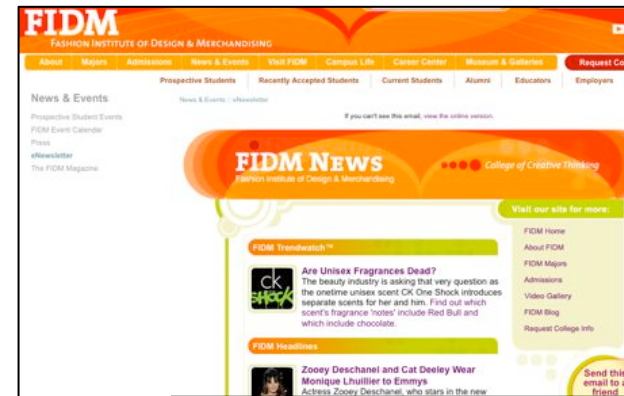 FIDM
FASHION INSTITUTE OF DESIGN & MERCHANDISING
About Majors Admissions News & Events Visit FIDM Campus Life Career Center Museum & Galleries Request Co
Prospective Students Recently Accepted Students Current Students Alumni Educators Employers
News & Events
News & Events : eNewsletter
Prospective Student Events
FIDM Event Calendar
Press
eNewsletter
The FIDM Magazine
If you can't see this email, view the online version.
FIDM NEWS
Fashion Institute of Design & Merchandising
College of Creative Thinking
Visit our site for more:
FIDM Home
About FIDM
FIDM Majors
Admissions
Video Gallery
FIDM Blog
Request College Info
FIDM Trendwatch™
ck
SHOCK
Are Unisex Fragrances Dead?
The beauty industry is asking that very question as
the onetime unisex scent CK One Shock introduces
separate scents for her and him. Find out which
scent's fragrance 'notes' include Red Bull and
which include chocolate.
FIDM Headlines
Zooey Deschanel and Cat Deeley Wear
Monique Lhuillier to Emmys
Actress Zooey Deschanel, who stars in the new
Send this
email to a
friend